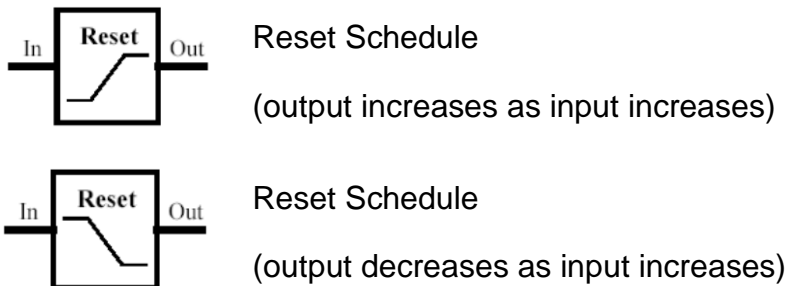 In Reset Out Reset Schedule
(output increases as input increases)
In Reset Out Reset Schedule
(output decreases as input increases)